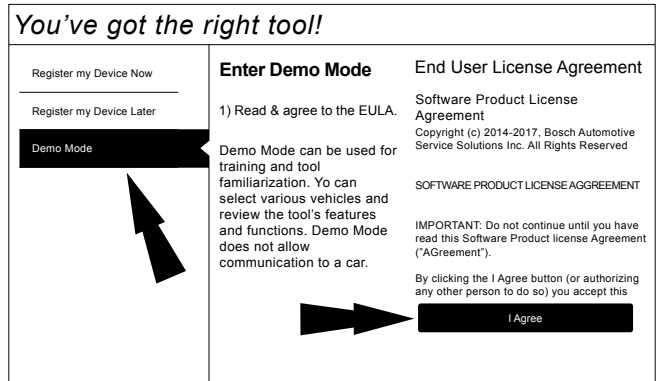 You've got the right tool!
Register my Device Now
Register my Device Later
Demo Mode
Enter Demo Mode
1) Read & agree to the EULA.
Demo Mode can be used for
training and tool
familiarization. Yo can
select various vehicles and
review the tool's features
and functions. Demo Mode
does not allow
communication to a car.
End User License Agreement
Software Product License
Agreement
Copyright (c) 2014-2017, Bosch Automotive
Service Solutions Inc. All Rights Reserved
SOFTWARE PRODUCT LICENSE AGGREEMENT
IMPORTANT: Do not continue until you have
read this Software Product license Agreement
("AGreement").
By clicking the I Agree button (or authorizing
any other person to do so) you accept this
I Agree